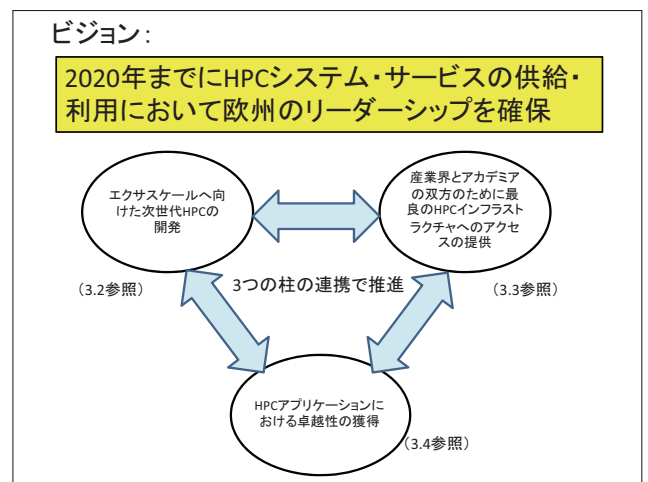 ビジョン：
2020年までにHPCシステム・サービスの供給・
利用において欧州のリーダーシップを確保
エクサスケールへ向
けた次世代HPCの
開発
産業界とアカデミア
の双方のために最
良のHPCインフラスト
ラクチャへのアクセ
スの提供
（3.2参照）
3つの柱の連携で推進
（3.3参照）
HPCアプリケーションに
おける卓越性の獲得
（3.4参照）